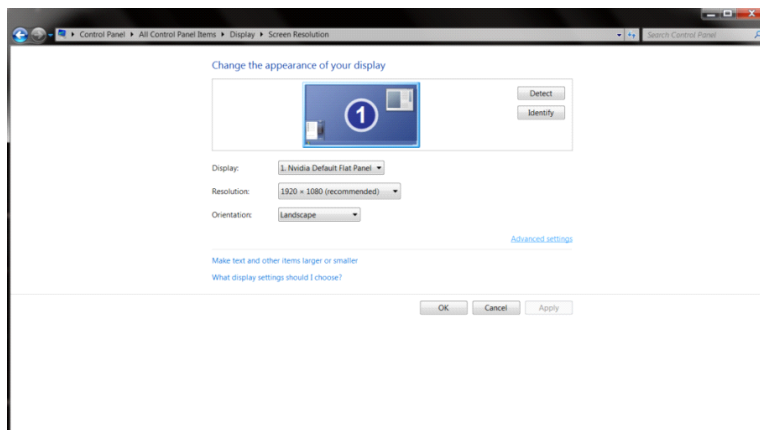 Control Panel All Control Panel Items Display Screen Resolution Search Control Panel
Change the appearance of your display
1
Detect
Identify
Display: 1. Nvidia Default Flat Panel
Resolution: 1920 × 1080 (recommended)
Orientation: Landscape
Advanced settings
Make text and other items larger or smaller
What display settings should I choose?
OK Cancel Apply